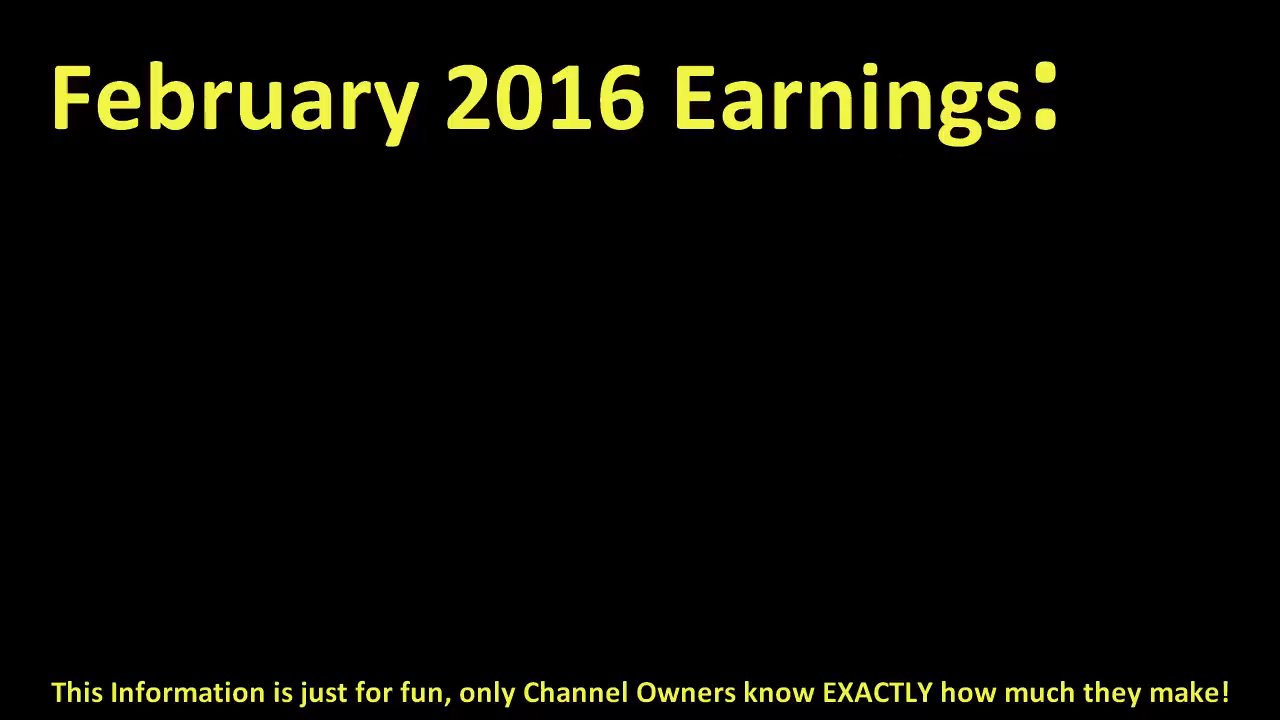 February 2016 Earnings:
This Information is just for fun, only Channel Owners know EXACTLY how much they make!